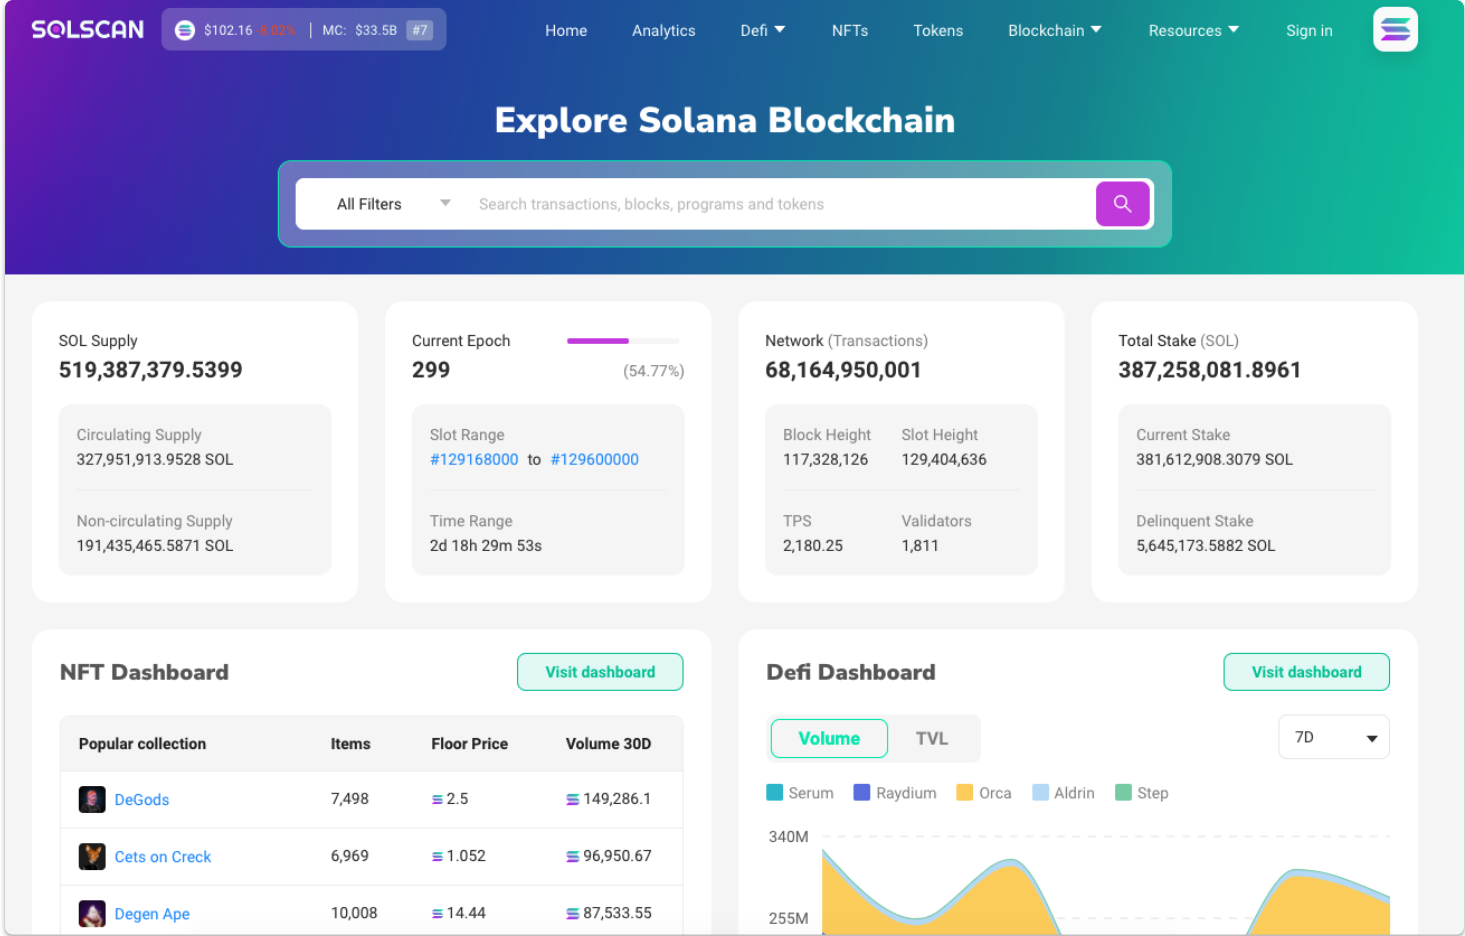 SOLSCAN $102.16 -8.02% | MC: $33.5B #7 Home Analytics Defi NFTs Tokens Blockchain Resources Sign in
Explore Solana Blockchain
All Filters Search transactions, blocks, programs and tokens
SOL Supply
519,387,379.5399
Circulating Supply
327,951,913.9528 SOL
Non-circulating Supply
191,435,465.5871 SOL
Current Epoch
299 (54.77%)
Slot Range
#129168000 to #129600000
Time Range
2d 18h 29m 53s
Network (Transactions)
68,164,950,001
Block Height Slot Height
117,328,126 129,404,636
TPS Validators
2,180.25 1,811
Total Stake (SOL)
387,258,081.8961
Current Stake
381,612,908.3079 SOL
Delinquent Stake
5,645,173.5882 SOL
NFT Dashboard Visit dashboard
Popular collection Items Floor Price Volume 30D
DeGods 7,498 2.5 149,286.1
Cets on Creck 6,969 1.052 96,950.67
Degen Ape 10,008 14.44 87,533.55
Defi Dashboard Visit dashboard
Volume TVL 7D
Serum Raydium Orca Aldrin Step
340M
255M